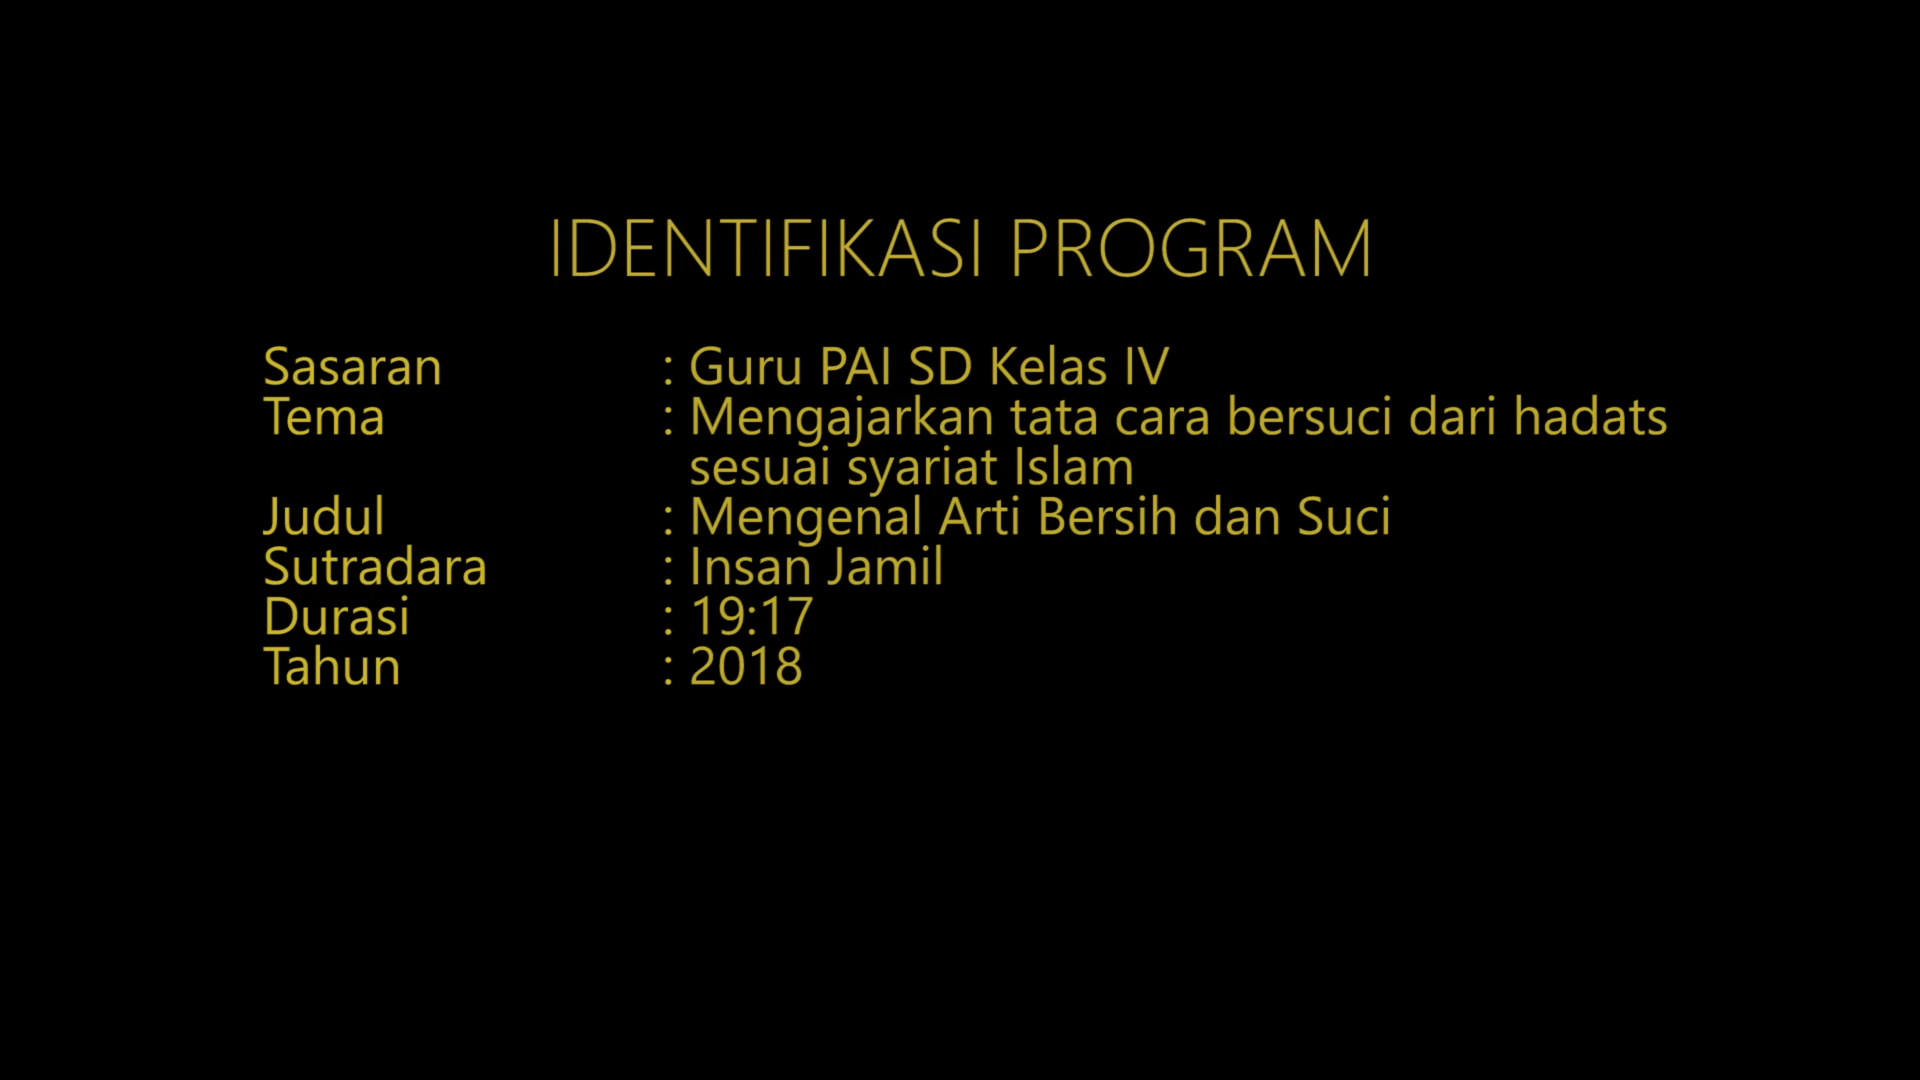 IDENTIFIKASI PROGRAM
Sasaran : Guru PAI SD Kelas IV
Tema : Mengajarkan tata cara bersuci dari hadats
sesuai syariat Islam
Judul : Mengenal Arti Bersih dan Suci
Sutradara : Insan Jamil
Durasi : 19:17
Tahun : 2018